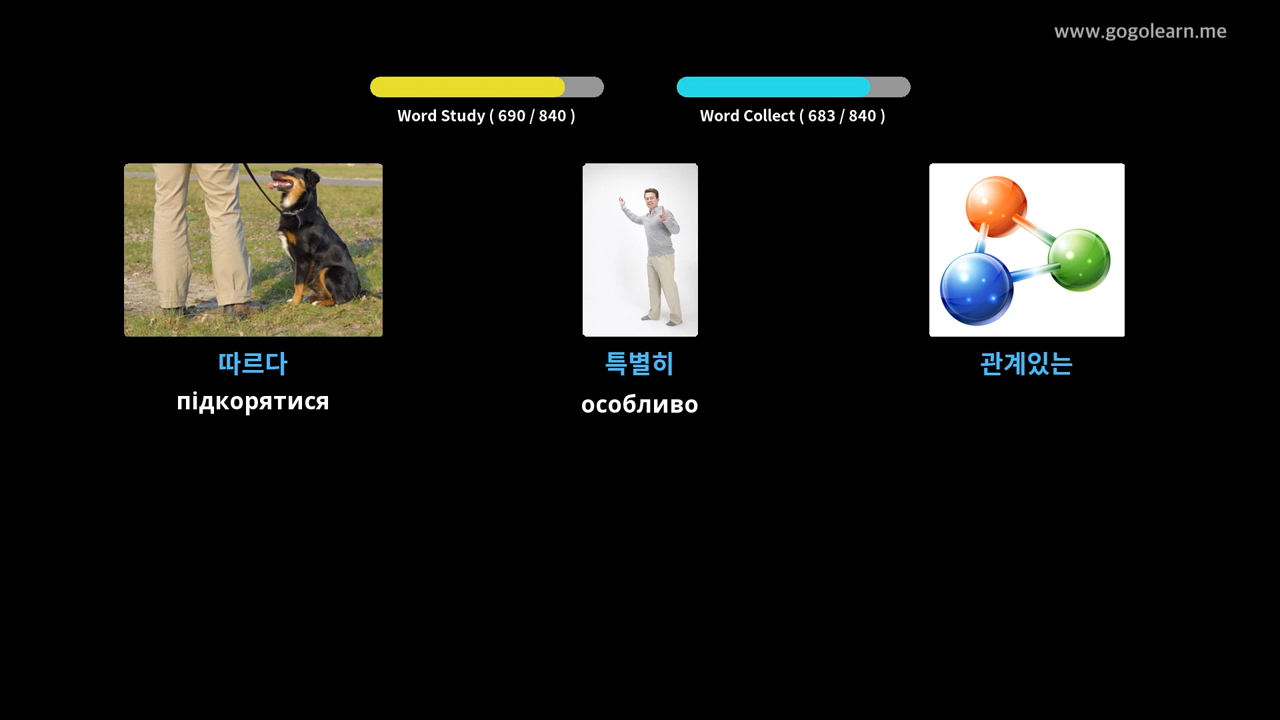 www.gogolearn.me
Word Study ( 690 / 840 )
Word Collect ( 683 / 840 )
따르다
특별히
관계있는
підкорятися
особливо